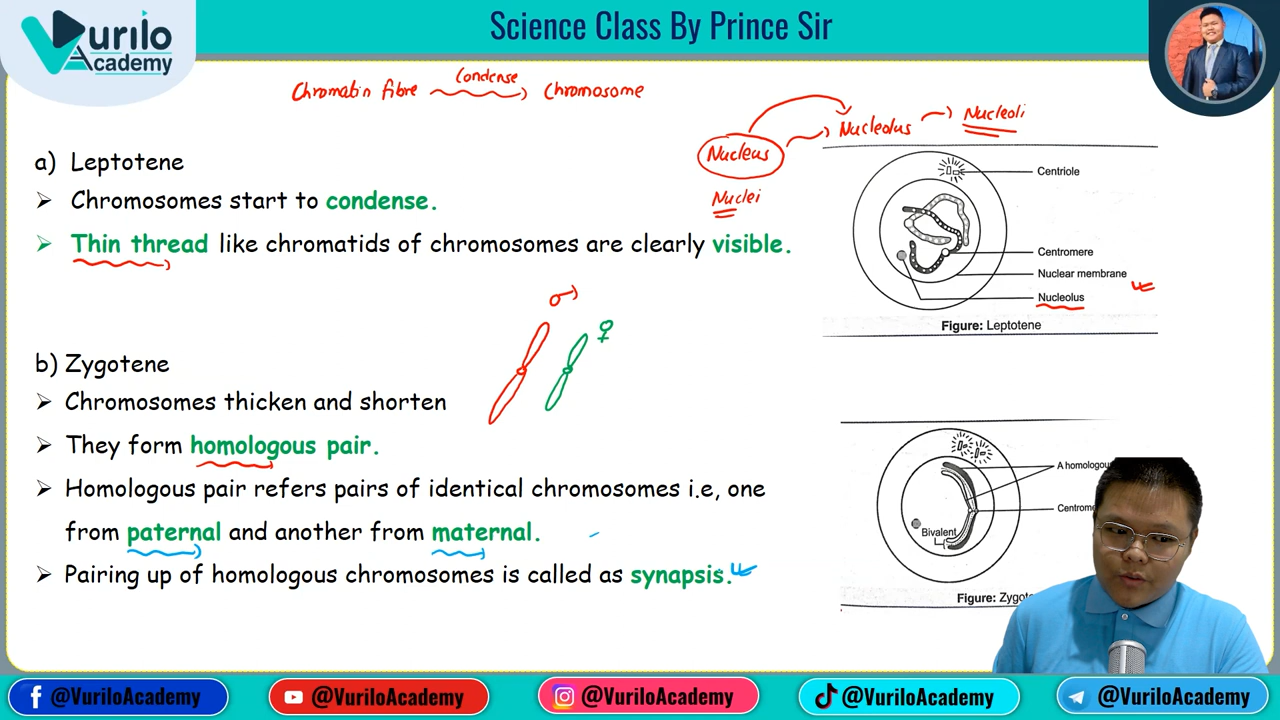 Vurilo
Academy
Science Class By Prince Sir
Chromatin fibre
Condense
Chromosome
Nucleus
Nucleolus
Nucleoli
Nuclei
a) Leptotene
➢ Chromosomes start to condense.
➢ Thin thread like chromatids of chromosomes are clearly visible.
Centriole
Centromere
Nuclear membrane
Nucleolus
Figure: Leptotene
♂
♀
b) Zygotene
➢ Chromosomes thicken and shorten
➢ They form homologous pair.
➢ Homologous pair refers pairs of identical chromosomes i.e, one
from paternal and another from maternal.
➢ Pairing up of homologous chromosomes is called as synapsis.
A homologou
Centrome
Bivalent
Figure: Zygote
@VuriloAcademy
@VuriloAcademy
@VuriloAcademy
@VuriloAcademy
@VuriloAcademy